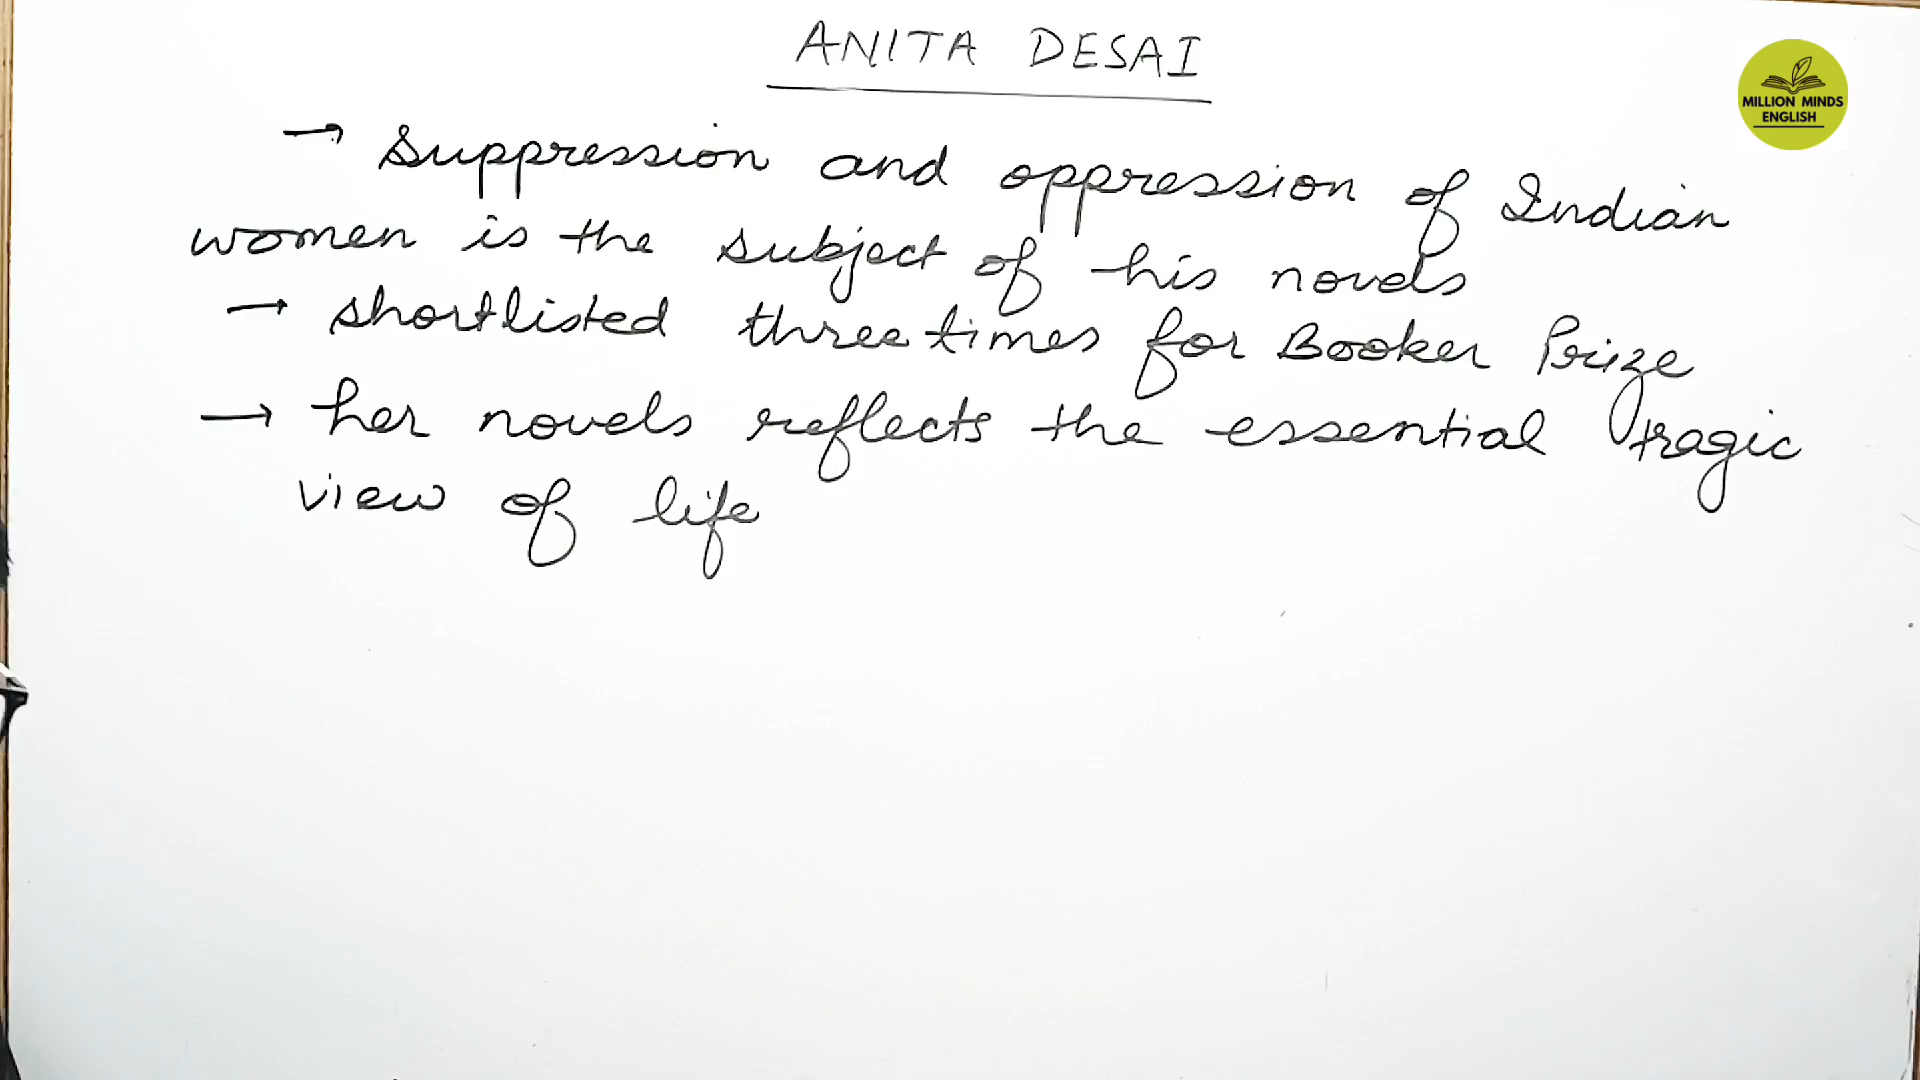 ANITA DESAI
MILLION MINDS
ENGLISH
→ Suppression and oppression of Indian
women is the subject of his novels
→ shortlisted three times for Booker Prize
→ her novels reflects the essential tragic
view of life